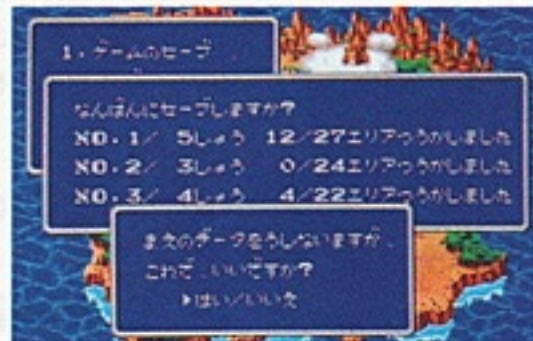 1.ゲームのセーブ
なんばんにセーブしますか?
NO.1/ 5しょう 12/27エリアつうかしました
NO.2/ 3しょう 0/24エリアつうかしました
NO.3/ 4しょう 4/22エリアつうかしました
まえのデータをうしないますが、
これで、いいですか?
▶はい/いいえ